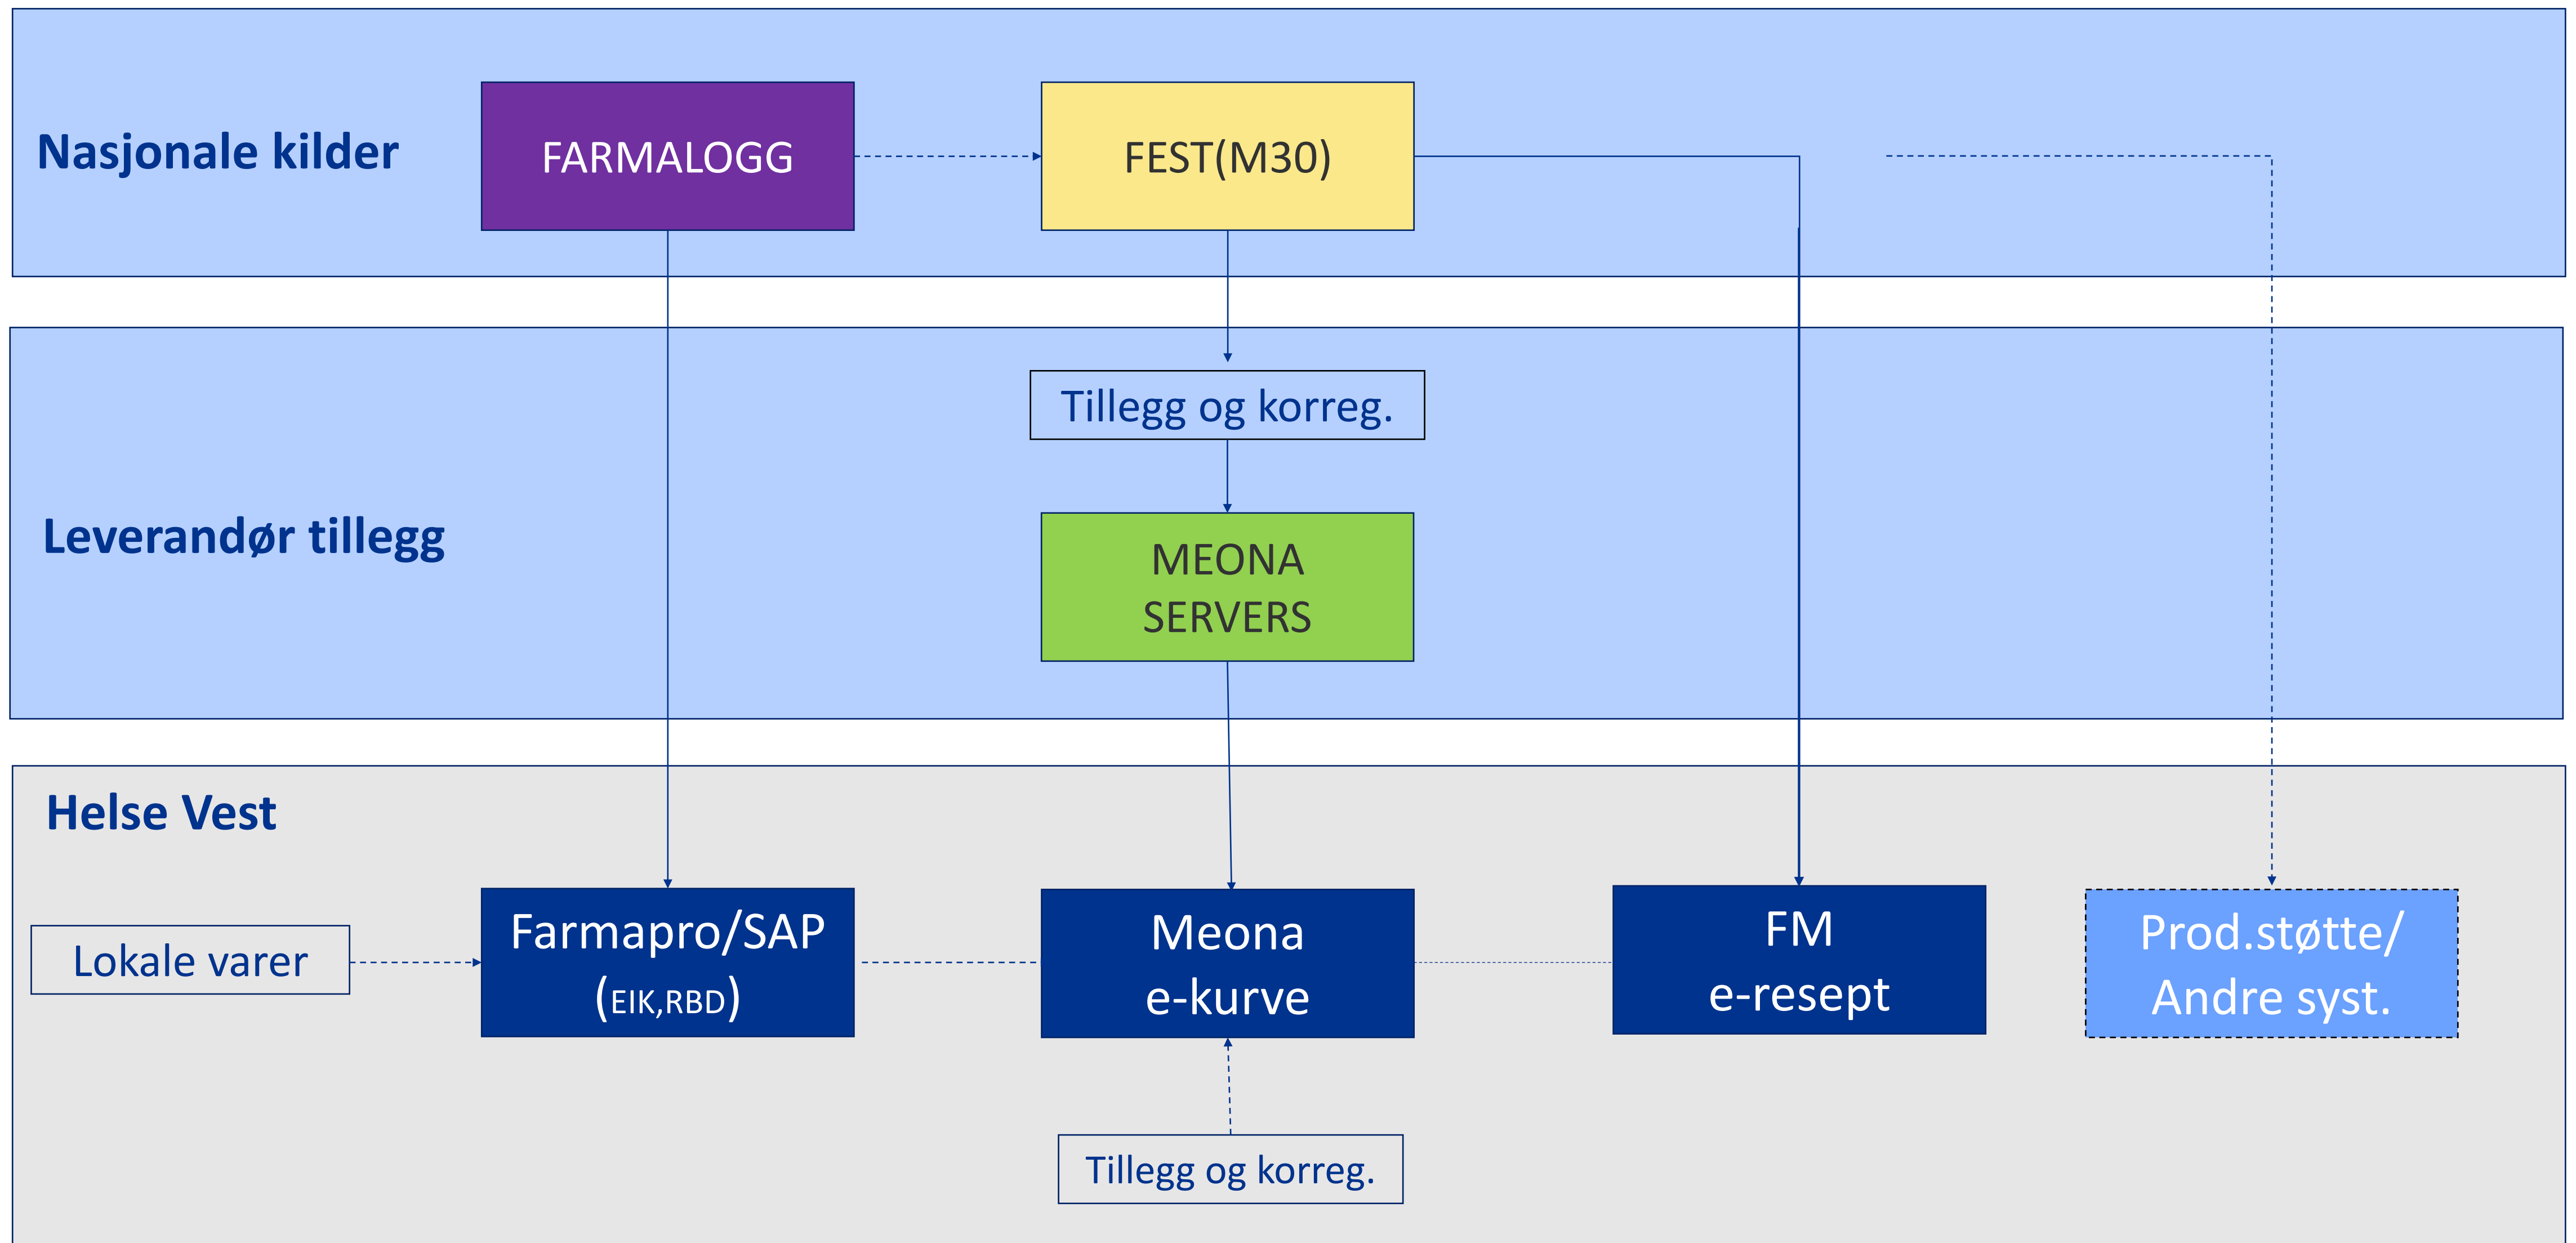 Nasjonale kilder
FARMALOGG
FEST(M30)
Leverandør tillegg
Tillegg og korreg.
MEONA
SERVERS
Helse Vest
Lokale varer
Farmapro/SAP
(EIK,RBD)
Meona
e-kurve
FM
e-resept
Prod.støtte/
Andre syst.
Tillegg og korreg.